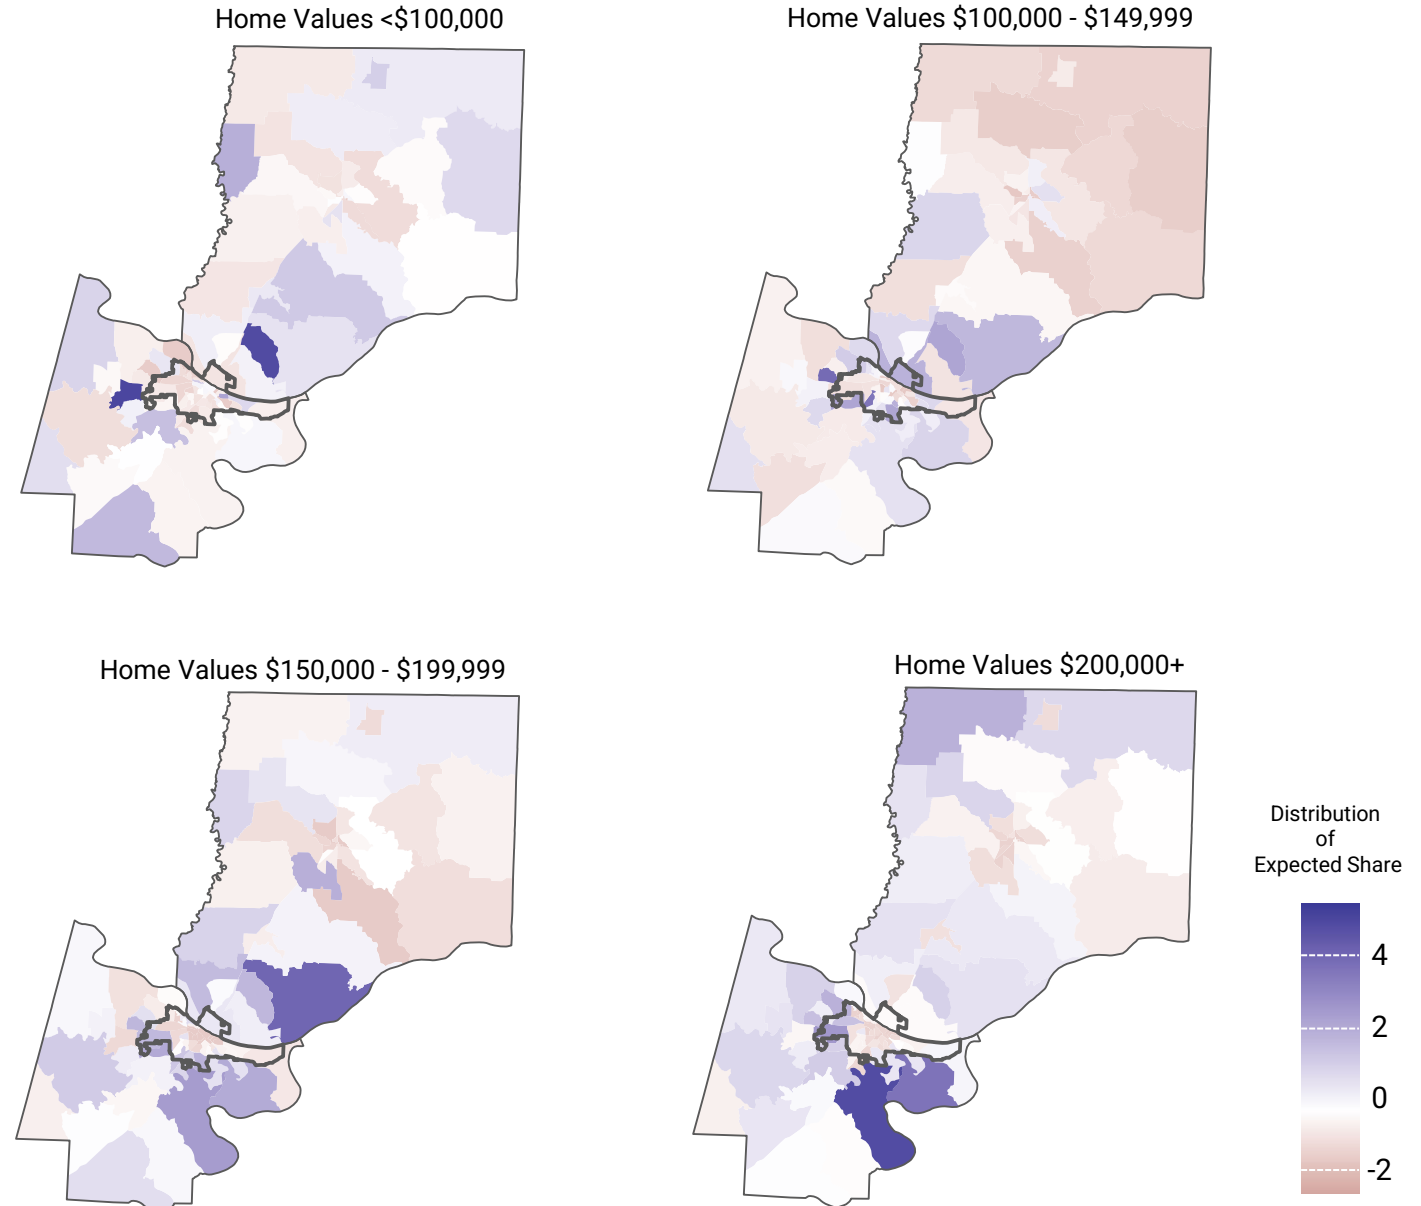 Home Values <$100,000
Home Values $100,000 - $149,999
Home Values $150,000 - $199,999
Home Values $200,000+
Distribution
of
Expected Share
4
2
0
-2